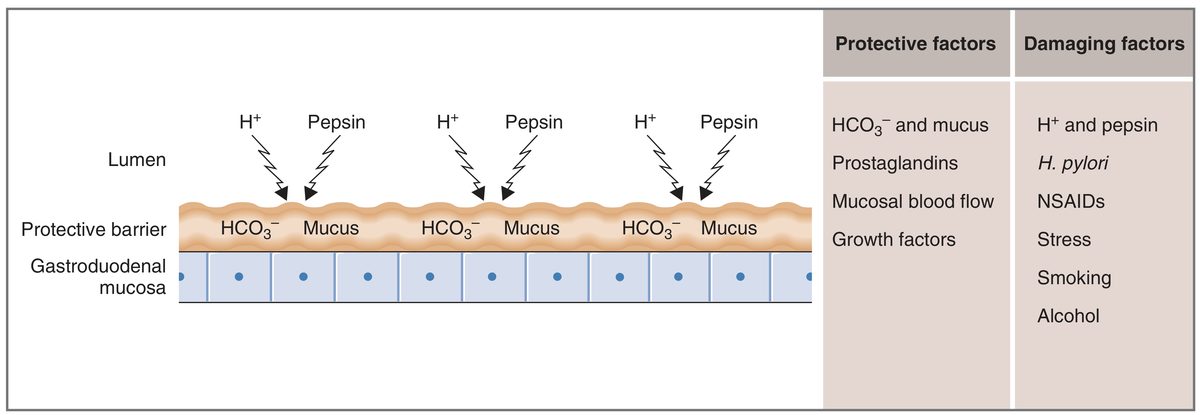 H⁺ Pepsin H⁺ Pepsin H⁺ Pepsin
Lumen
Protective barrier
HCO₃⁻ Mucus HCO₃⁻ Mucus HCO₃⁻ Mucus
Gastroduodenal
mucosa
Protective factors
HCO₃⁻ and mucus
Prostaglandins
Mucosal blood flow
Growth factors
Damaging factors
H⁺ and pepsin
H. pylori
NSAIDs
Stress
Smoking
Alcohol